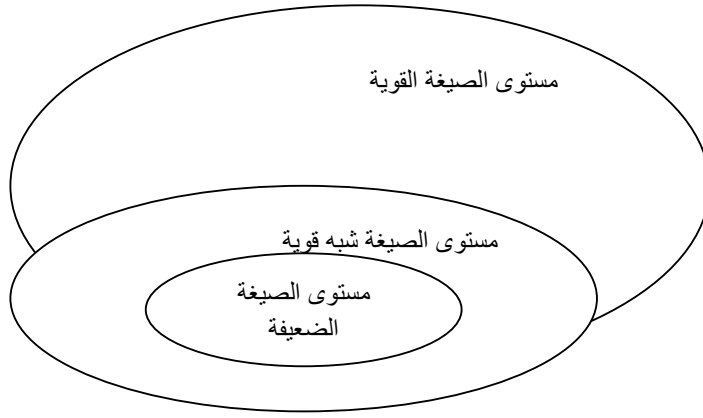 مستوى الصيغة القوية
مستوى الصيغة شبه قوية
مستوى الصيغة
الضعيفة